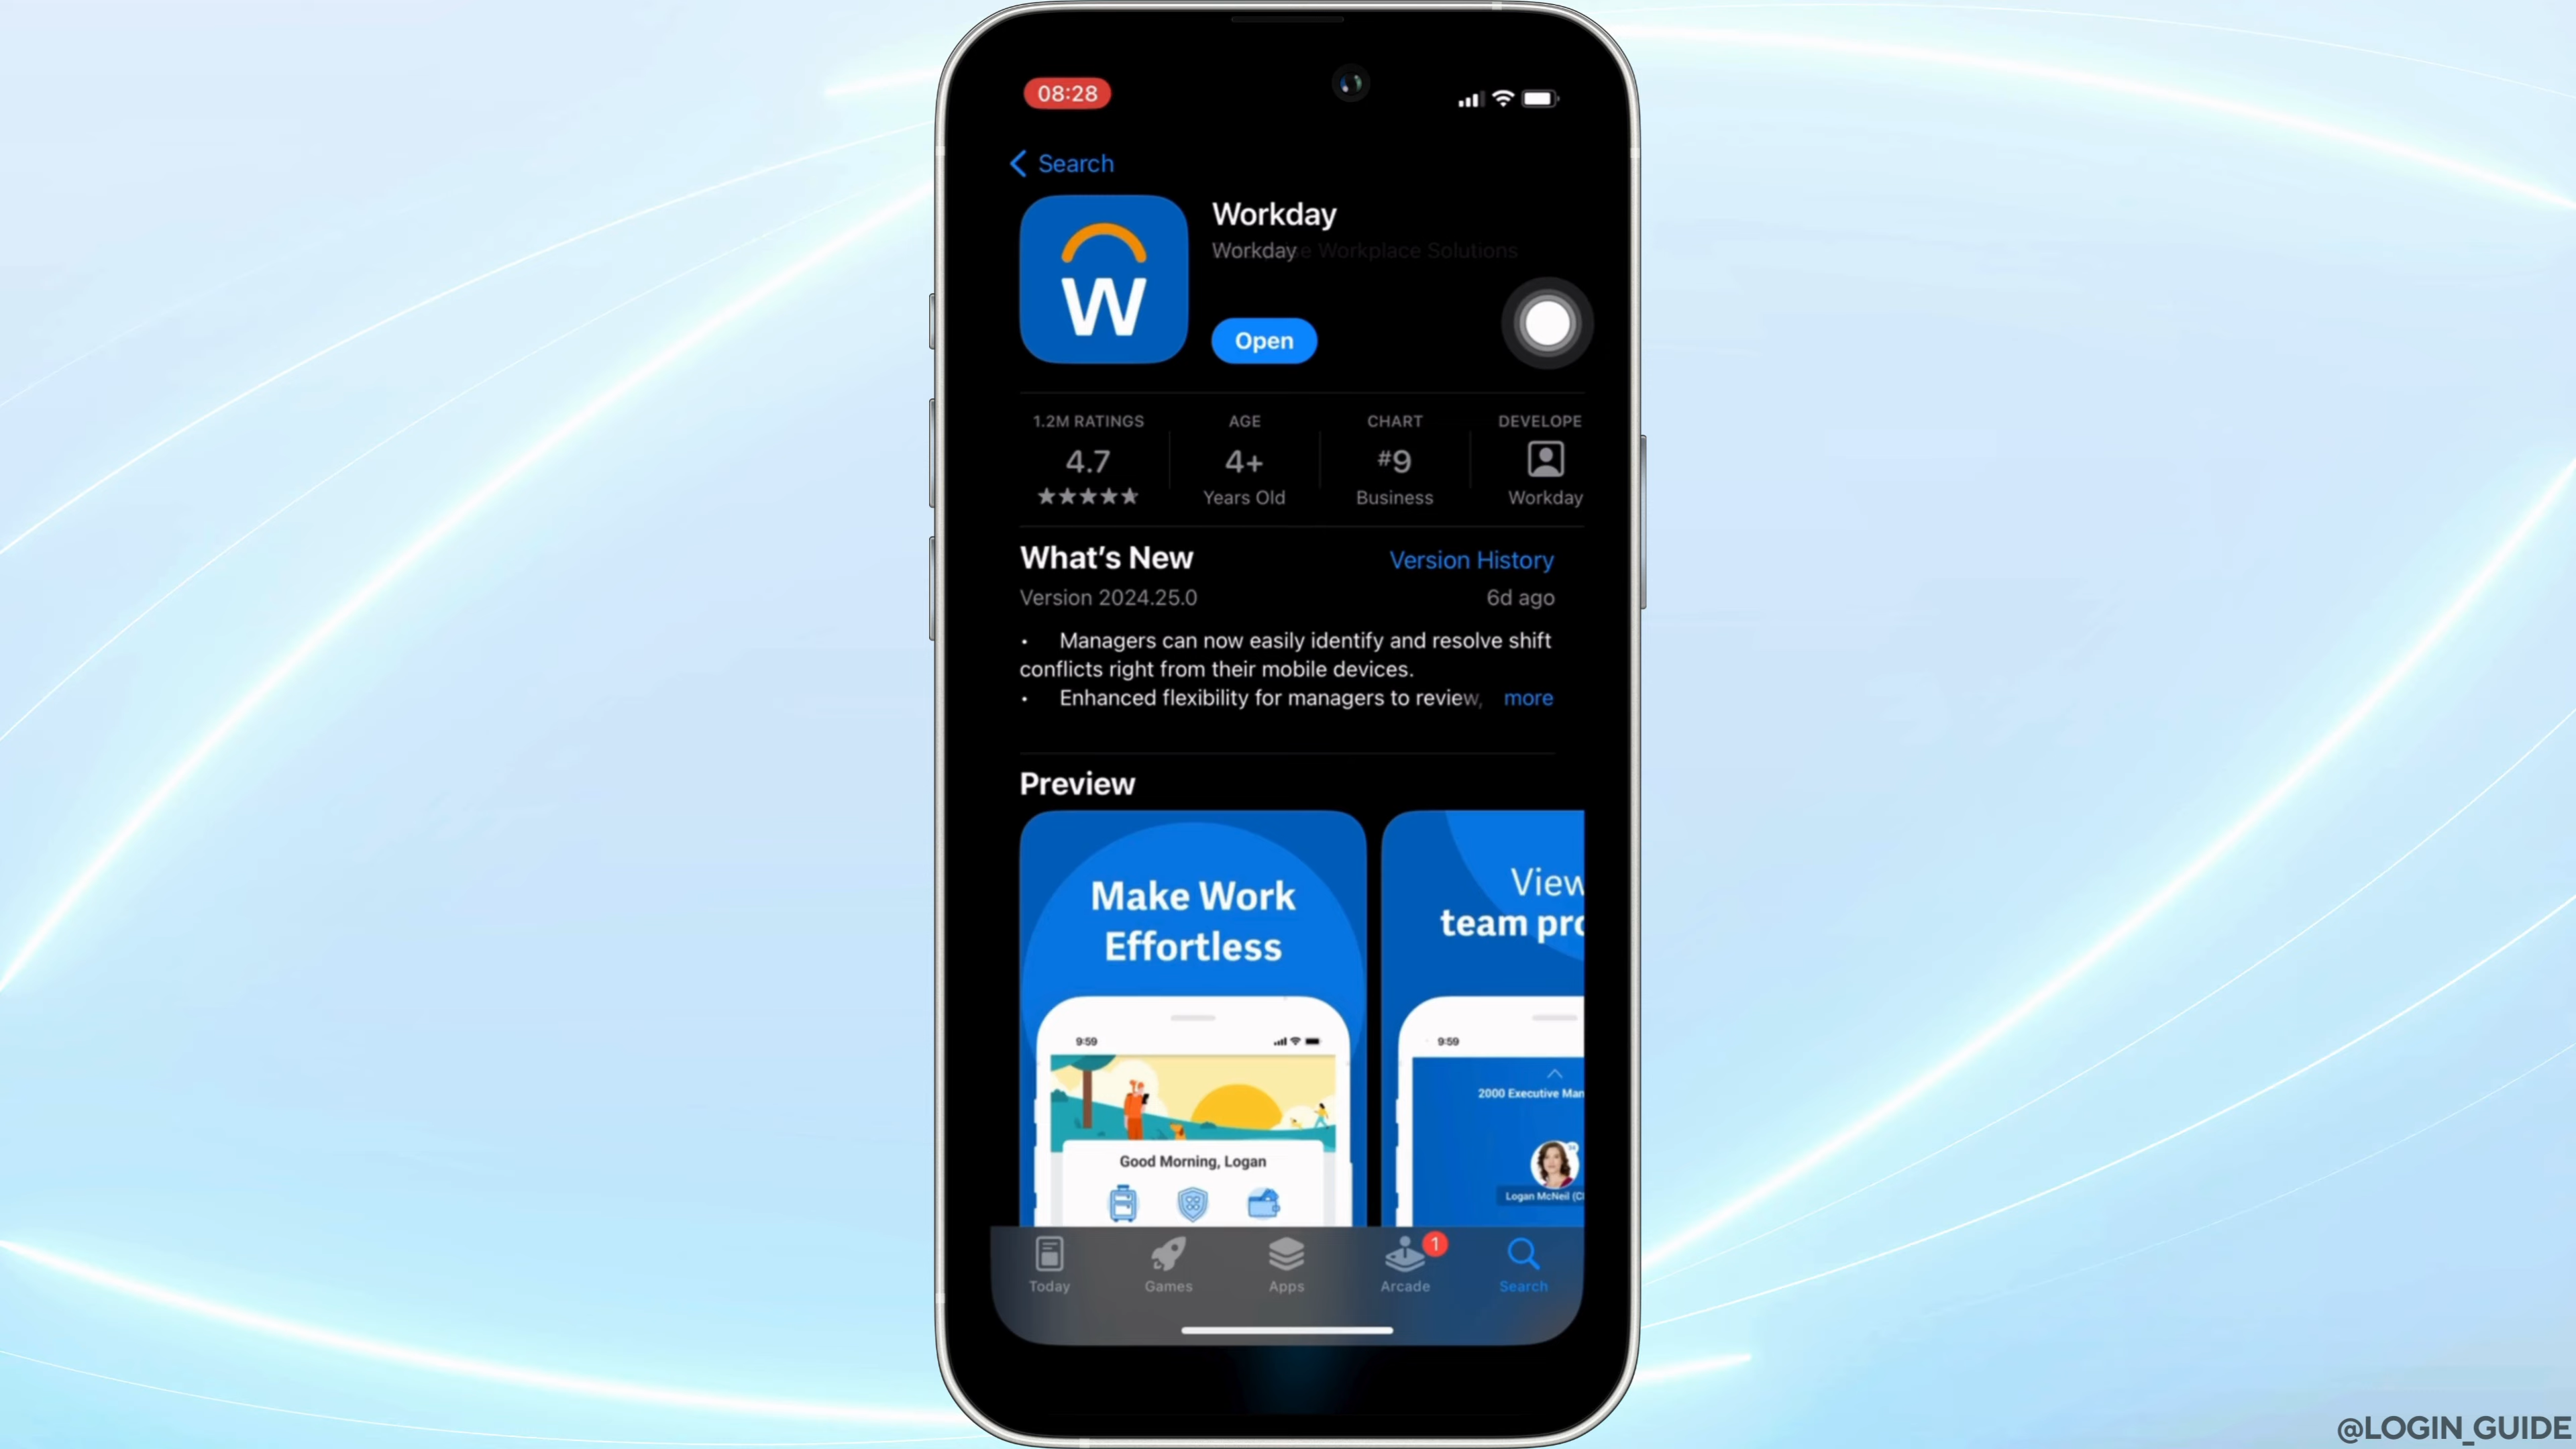 08:28
Search
W
Workday
Workday
se Workplace Solutions
Open
1.2M RATINGS
4.7
AGE
4+
Years Old
CHART
#9
Business
DEVELOPE
Workday
What's New
Version History
Version 2024.25.0
6d ago
• Managers can now easily identify and resolve shift
conflicts right from their mobile devices.
• Enhanced flexibility for managers to review,
more
Preview
Make Work
Effortless
9:59
Good Morning, Logan
View
team pro
9:59
2000 Executive Man
Logan McNeil (C
Today
Games
Apps
Arcade
1
Search
@LOGIN_GUIDE